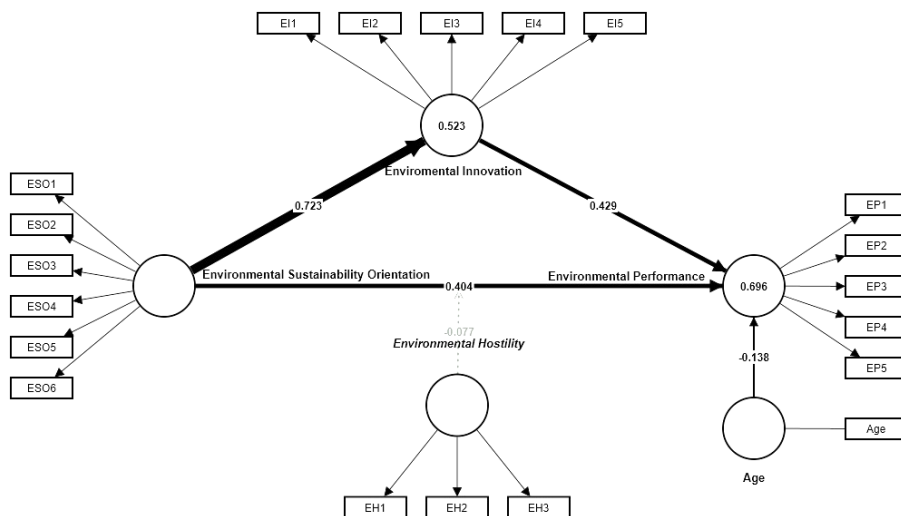 EI1
EI2
EI3
EI4
EI5
0.523
Enviromental Innovation
ESO1
ESO2
ESO3
ESO4
ESO5
ESO6
0.723
0.429
Environmental Sustainability Orientation
Environmental Performance
0.404
0.696
EP1
EP2
EP3
EP4
EP5
-0.077
Environmental Hostility
-0.138
Age
Age
EH1
EH2
EH3